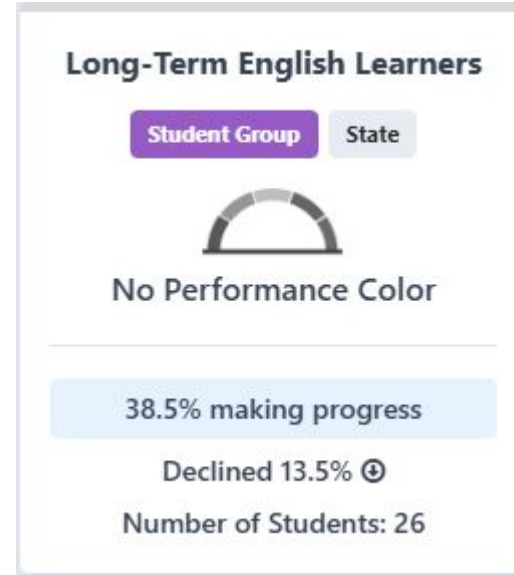 Long-Term English Learners
Student Group State
No Performance Color
38.5% making progress
Declined 13.5%
Number of Students: 26